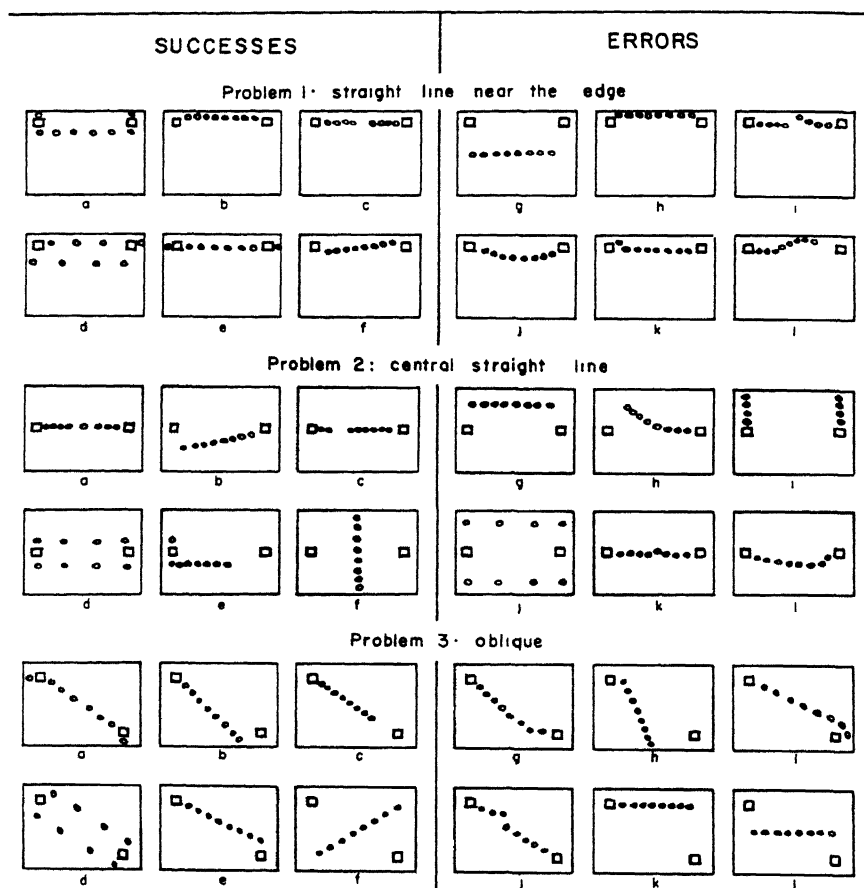 SUCCESSES ERRORS
Problem 1· straight line near the edge
a b c g h i
d e f j k l
Problem 2: central straight line
a b c g h i
d e f j k l
Problem 3· oblique
a b c g h i
d e f j k l